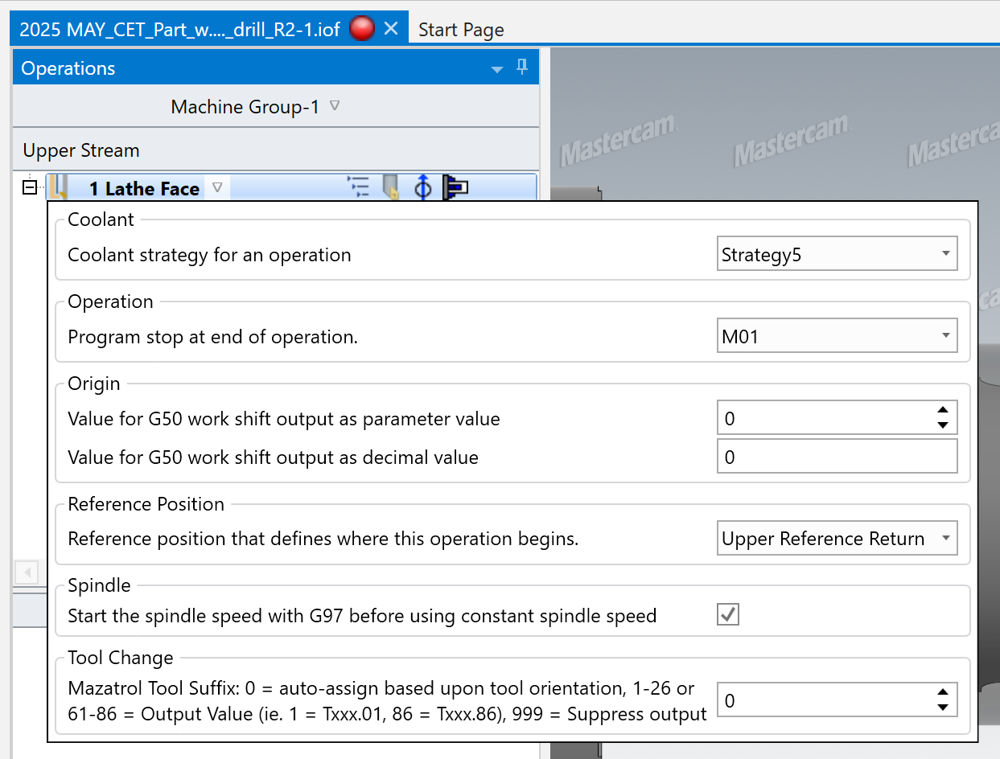 2025 MAY_CET_Part_w...._drill_R2-1.iof
Start Page
Operations
Machine Group-1
Upper Stream
Mastercam
Mastercam
Mastercam
1 Lathe Face
Coolant
Coolant strategy for an operation
Strategy5
Operation
Program stop at end of operation.
M01
Origin
Value for G50 work shift output as parameter value
0
Value for G50 work shift output as decimal value
0
Reference Position
Reference position that defines where this operation begins.
Upper Reference Return
Spindle
Start the spindle speed with G97 before using constant spindle speed
Tool Change
Mazatrol Tool Suffix: 0 = auto-assign based upon tool orientation, 1-26 or
61-86 = Output Value (ie. 1 = Txxx.01, 86 = Txxx.86), 999 = Suppress output
0